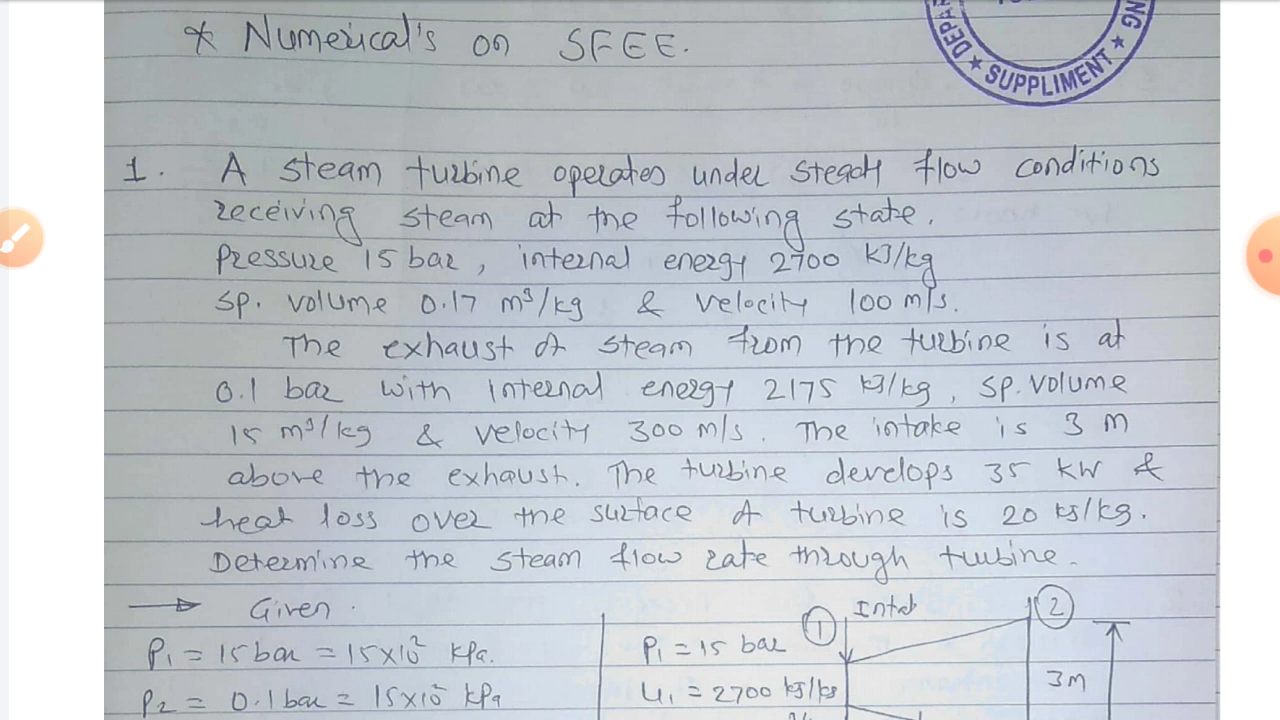 * Numerical's on SFEE.
DEPAR ★ SUPPLIMENT ★ NG
1. A steam turbine operates under steady flow conditions
receiving steam at the following state.
Pressure 15 bar, internal energy 2700 kJ/kg
sp. volume 0.17 m³/kg & velocity 100 m/s.
The exhaust of steam from the turbine is at
0.1 bar with internal energy 2175 kJ/kg, sp. volume
15 m³/kg & velocity 300 m/s. The intake is 3 m
above the exhaust. The turbine develops 35 kW &
heat loss over the surface of turbine is 20 kJ/kg.
Determine the steam flow rate through turbine.
→ Given.
P₁ = 15 bar = 15×10² kPa.
P₂ = 0.1 bar = 15×10² kPa
P₁ = 15 bar
u₁ = 2700 kJ/kg
① Intet
②
3m